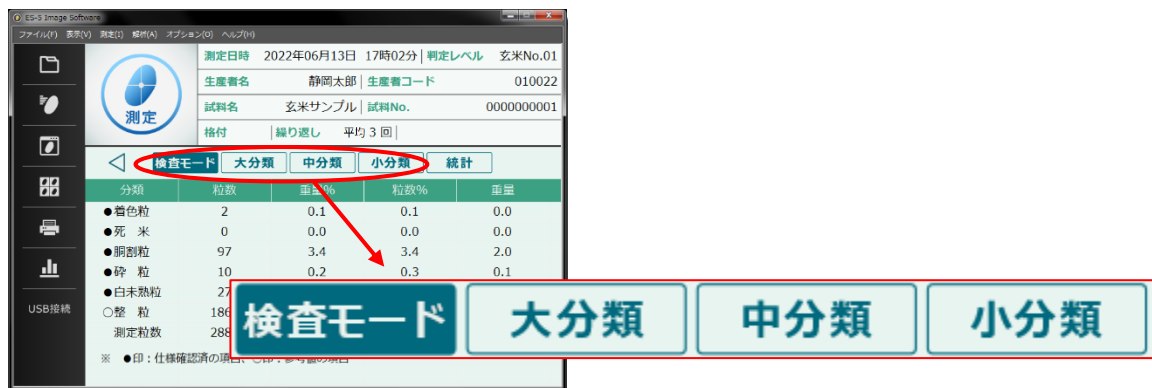 ES-S Image Software
ファイル(F) 表示(V) 測定(I) 解析(A) オプション(O) ヘルプ(H)
測定
測定日時 2022年06月13日 17時02分 判定レベル 玄米No.01
生産者名 静岡太郎 生産者コード 010022
試料名 玄米サンプル 試料No. 0000000001
格付 繰り返し 平均 3 回
検査モード 大分類 中分類 小分類 統計
分類 粒数 重量% 粒数% 重量
●着色粒 2 0.1 0.1 0.0
●死 米 0 0.0 0.0 0.0
●胴割粒 97 3.4 3.4 2.0
●砕 粒 10 0.2 0.3 0.1
●白未熟粒 27
○整 粒 186
測定粒数 288
※ ●印：仕様確認済の項目、○印：参考値の項目
USB接続
検査モード 大分類 中分類 小分類